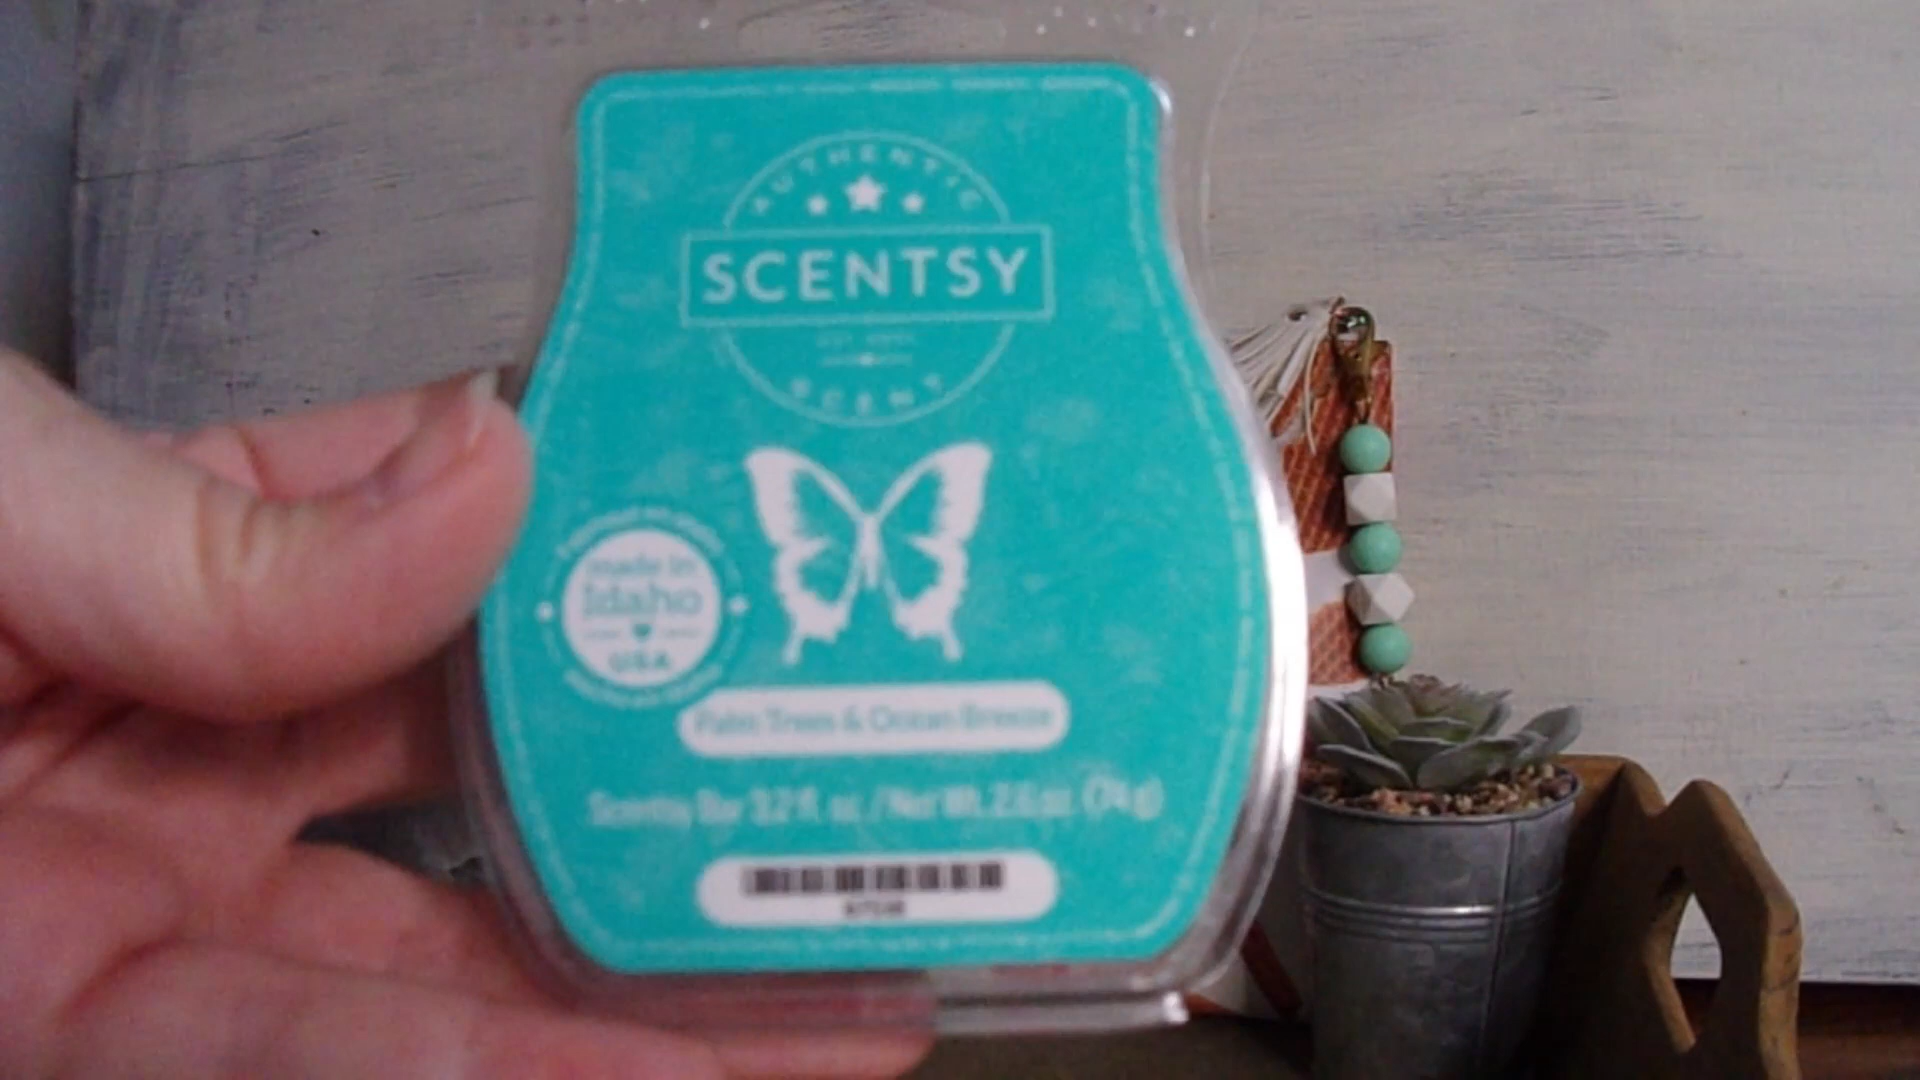 AUTHENTIC
SCENTSY
SCENT
made in
Idaho
USA
Palm Trees & Ocean Breeze
Scentsy Bar 3.2 fl. oz. / Net Wt. 2.6 oz. (74 g)